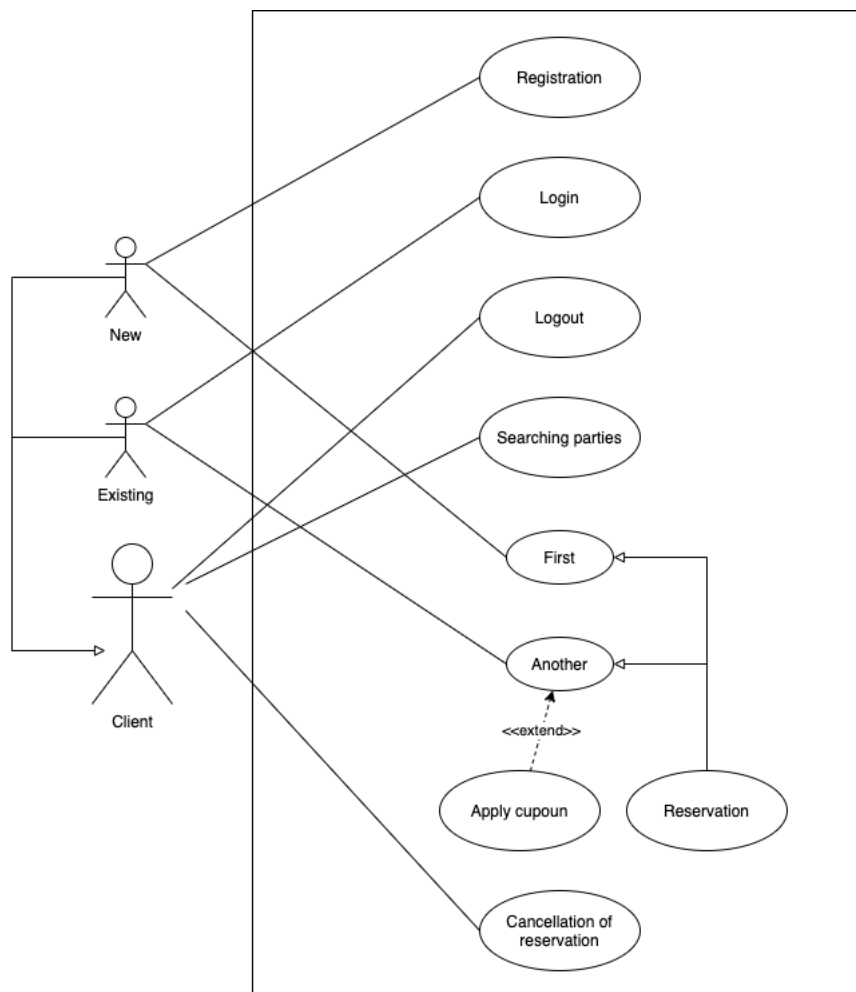 Registration
Login
New
Logout
Existing
Searching parties
First
Another
Client
<<extend>>
Apply cupoun
Reservation
Cancellation of
reservation